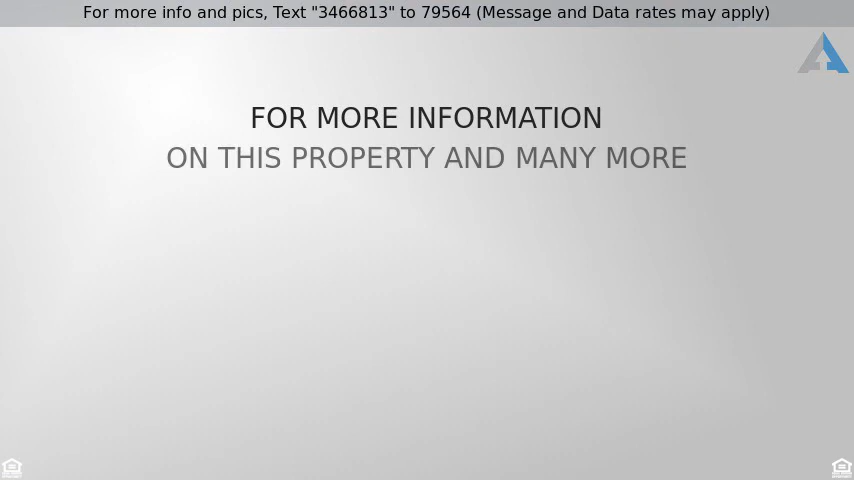 For more info and pics, Text "3466813" to 79564 (Message and Data rates may apply)
FOR MORE INFORMATION
ON THIS PROPERTY AND MANY MORE